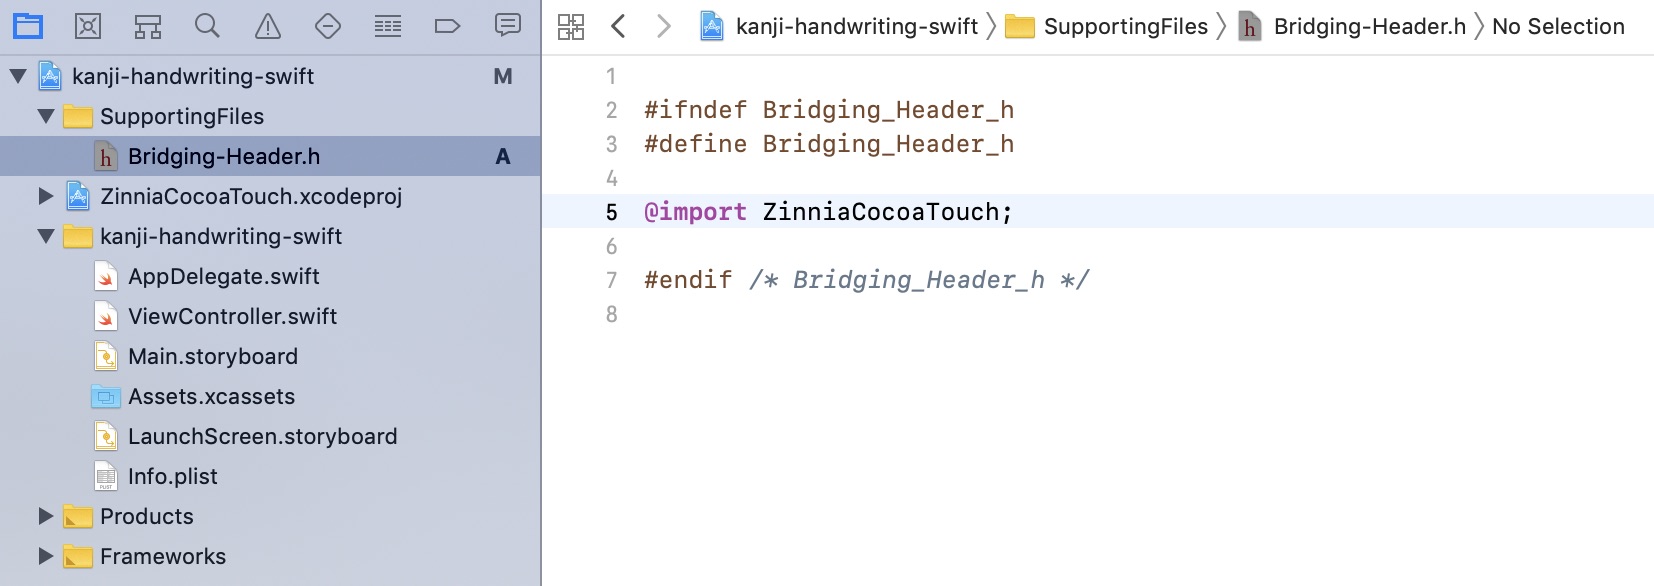 kanji-handwriting-swift M
SupportingFiles
h Bridging-Header.h A
ZinniaCocoaTouch.xcodeproj
kanji-handwriting-swift
AppDelegate.swift
ViewController.swift
Main.storyboard
Assets.xcassets
LaunchScreen.storyboard
Info.plist
Products
Frameworks
kanji-handwriting-swift 〉 SupportingFiles 〉 h Bridging-Header.h 〉 No Selection
1
2 #ifndef Bridging_Header_h
3 #define Bridging_Header_h
4
5 @import ZinniaCocoaTouch;
6
7 #endif /* Bridging_Header_h */
8